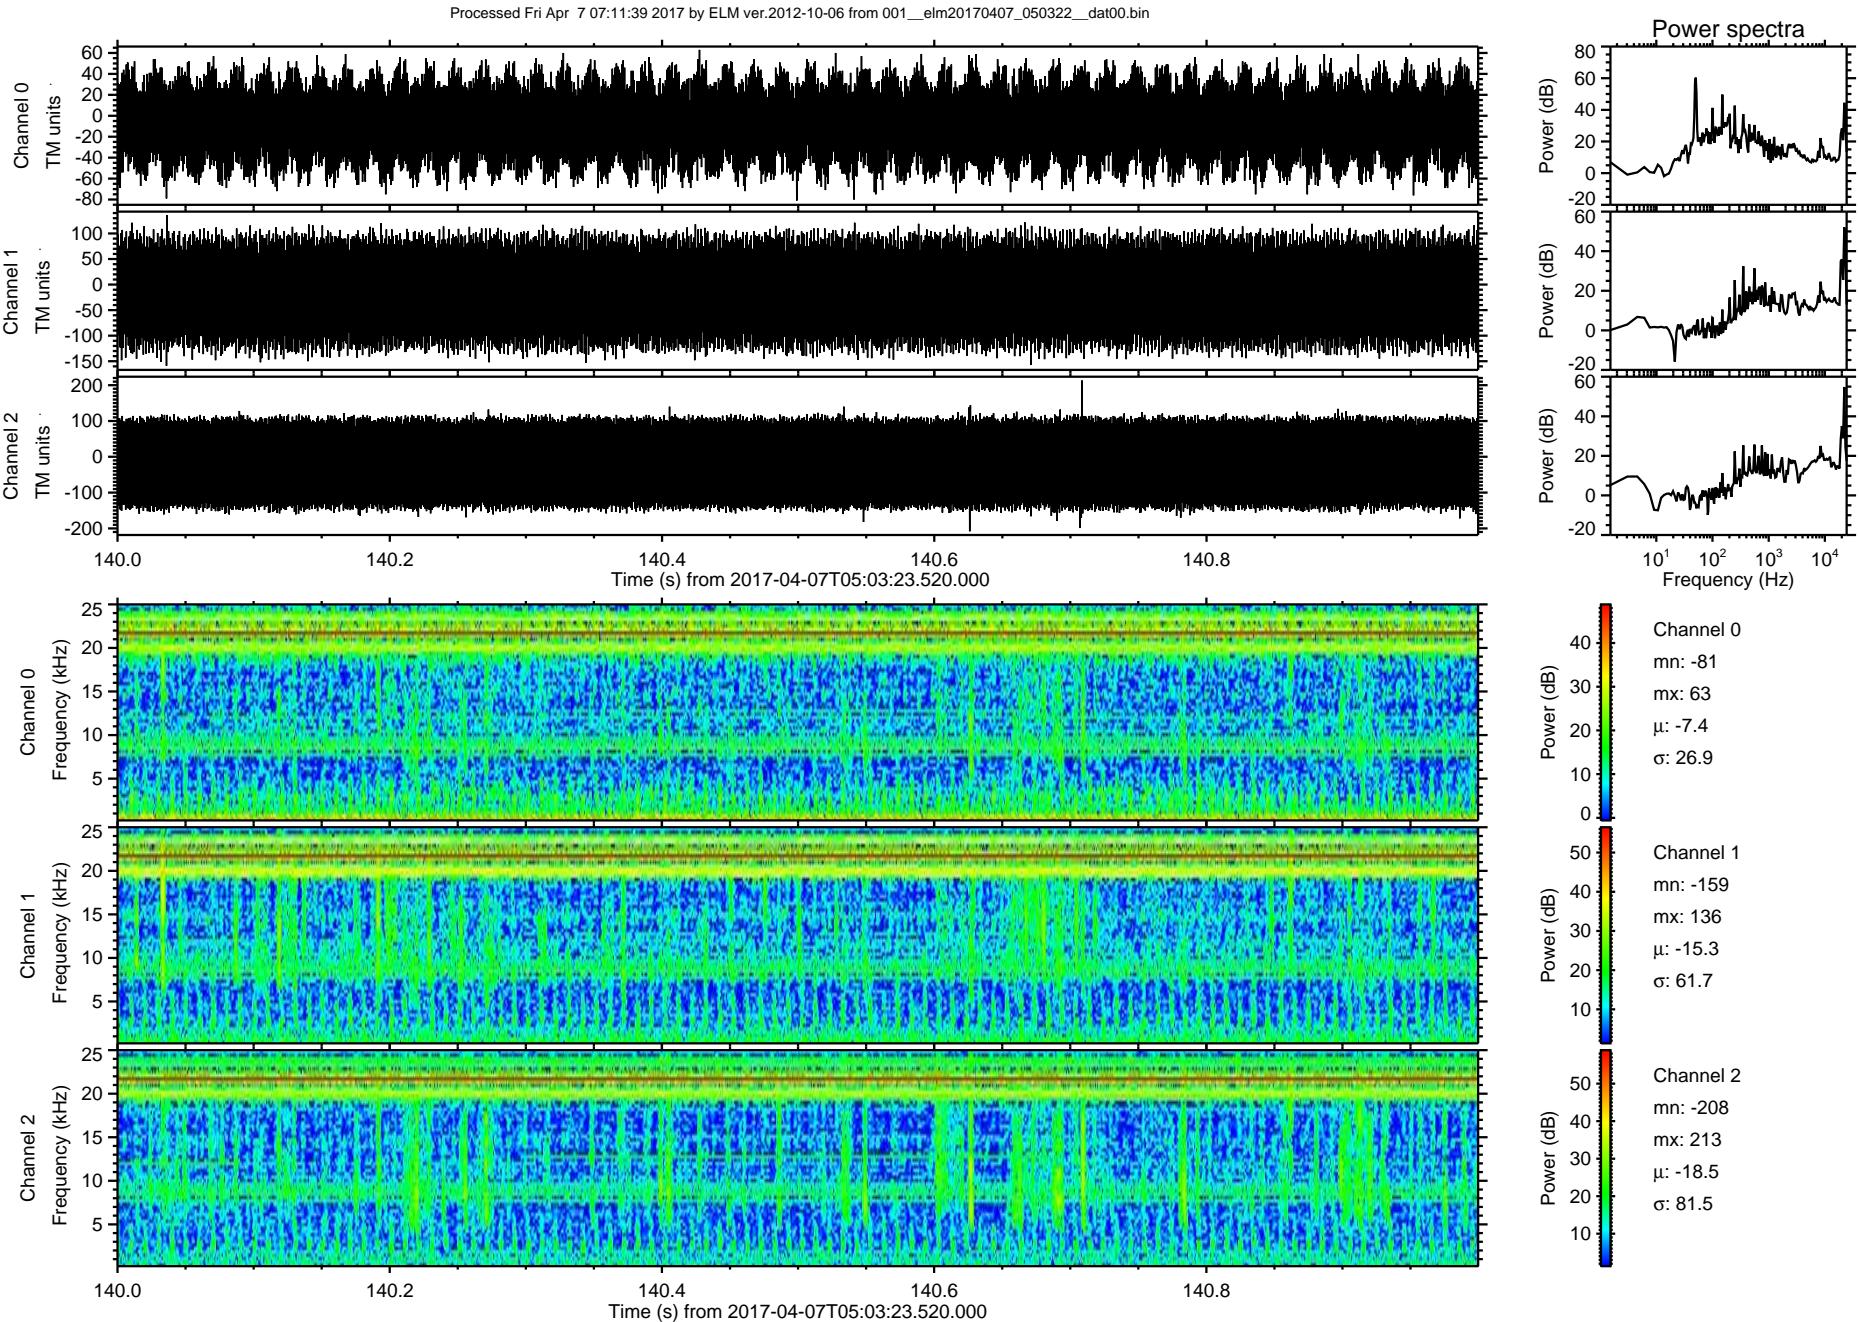 Processed Fri Apr  7 07:11:39 2017 by ELM ver.2012-10-06 from 001__elm20170407_050322__dat00.bin
Power spectra
Channel 0
TM units
60
40
20
0
-20
-40
-60
-80
Power (dB)
80
60
40
20
0
-20
Channel 1
TM units
100
50
0
-50
-100
-150
Power (dB)
60
40
20
0
-20
Channel 2
TM units
200
100
0
-100
-200
Power (dB)
60
40
20
0
-20
140.0 140.2 140.4 140.6 140.8
Time (s) from 2017-04-07T05:03:23.520.000
10^1 10^2 10^3 10^4
Frequency (Hz)
Channel 0
Frequency (kHz)
25
20
15
10
5
Power (dB)
40
30
20
10
0
Channel 0
mn: -81
mx: 63
μ: -7.4
σ: 26.9
Channel 1
Frequency (kHz)
25
20
15
10
5
Power (dB)
50
40
30
20
10
Channel 1
mn: -159
mx: 136
μ: -15.3
σ: 61.7
Channel 2
Frequency (kHz)
25
20
15
10
5
Power (dB)
50
40
30
20
10
Channel 2
mn: -208
mx: 213
μ: -18.5
σ: 81.5
140.0 140.2 140.4 140.6 140.8
Time (s) from 2017-04-07T05:03:23.520.000